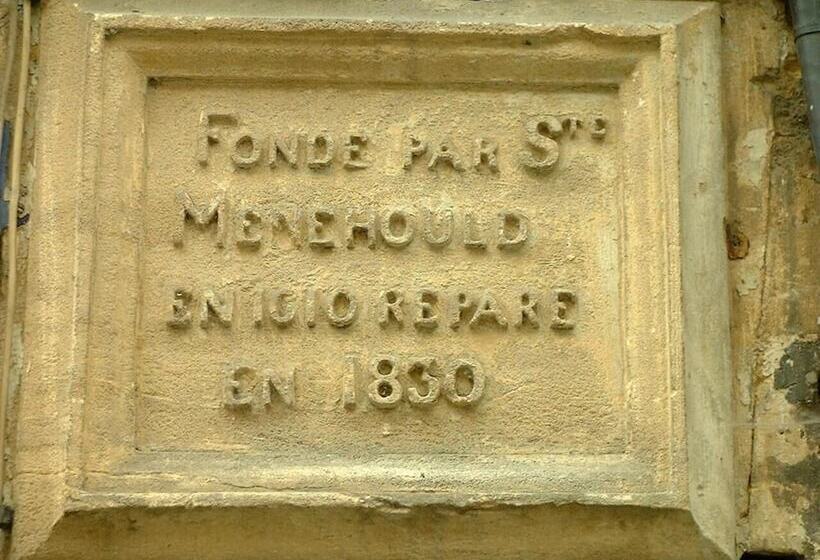 FONDE PAR STE
MENEHOULD
EN 1610 REPARE
EN 1830